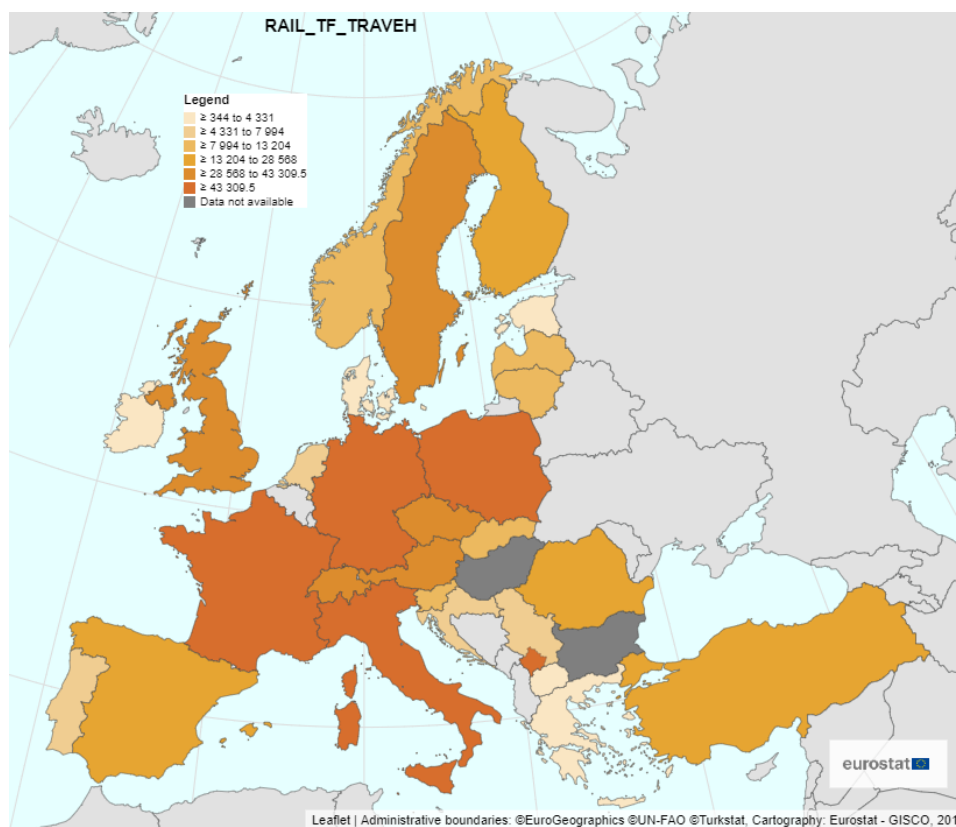 RAIL_TF_TRAVEH
Legend
≥ 344 to 4 331
≥ 4 331 to 7 994
≥ 7 994 to 13 204
≥ 13 204 to 28 568
≥ 28 568 to 43 309.5
≥ 43 309.5
Data not available
eurostat
Leaflet | Administrative boundaries: ©EuroGeographics ©UN-FAO ©Turkstat, Cartography: Eurostat - GISCO, 201